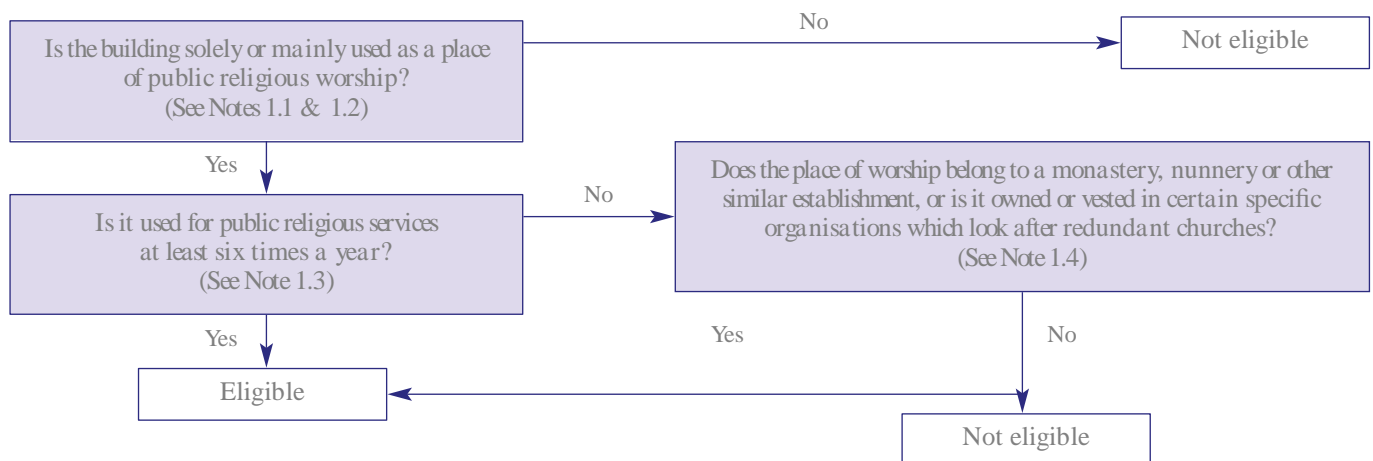 No
Is the building solely or mainly used as a place
of public religious worship?
(See Notes 1.1 & 1.2)
Not eligible
Yes
Is it used for public religious services
at least six times a year?
(See Note 1.3)
No
Does the place of worship belong to a monastery, nunnery or other
similar establishment, or is it owned or vested in certain specific
organisations which look after redundant churches?
(See Note 1.4)
Yes
Yes
No
Eligible
Not eligible